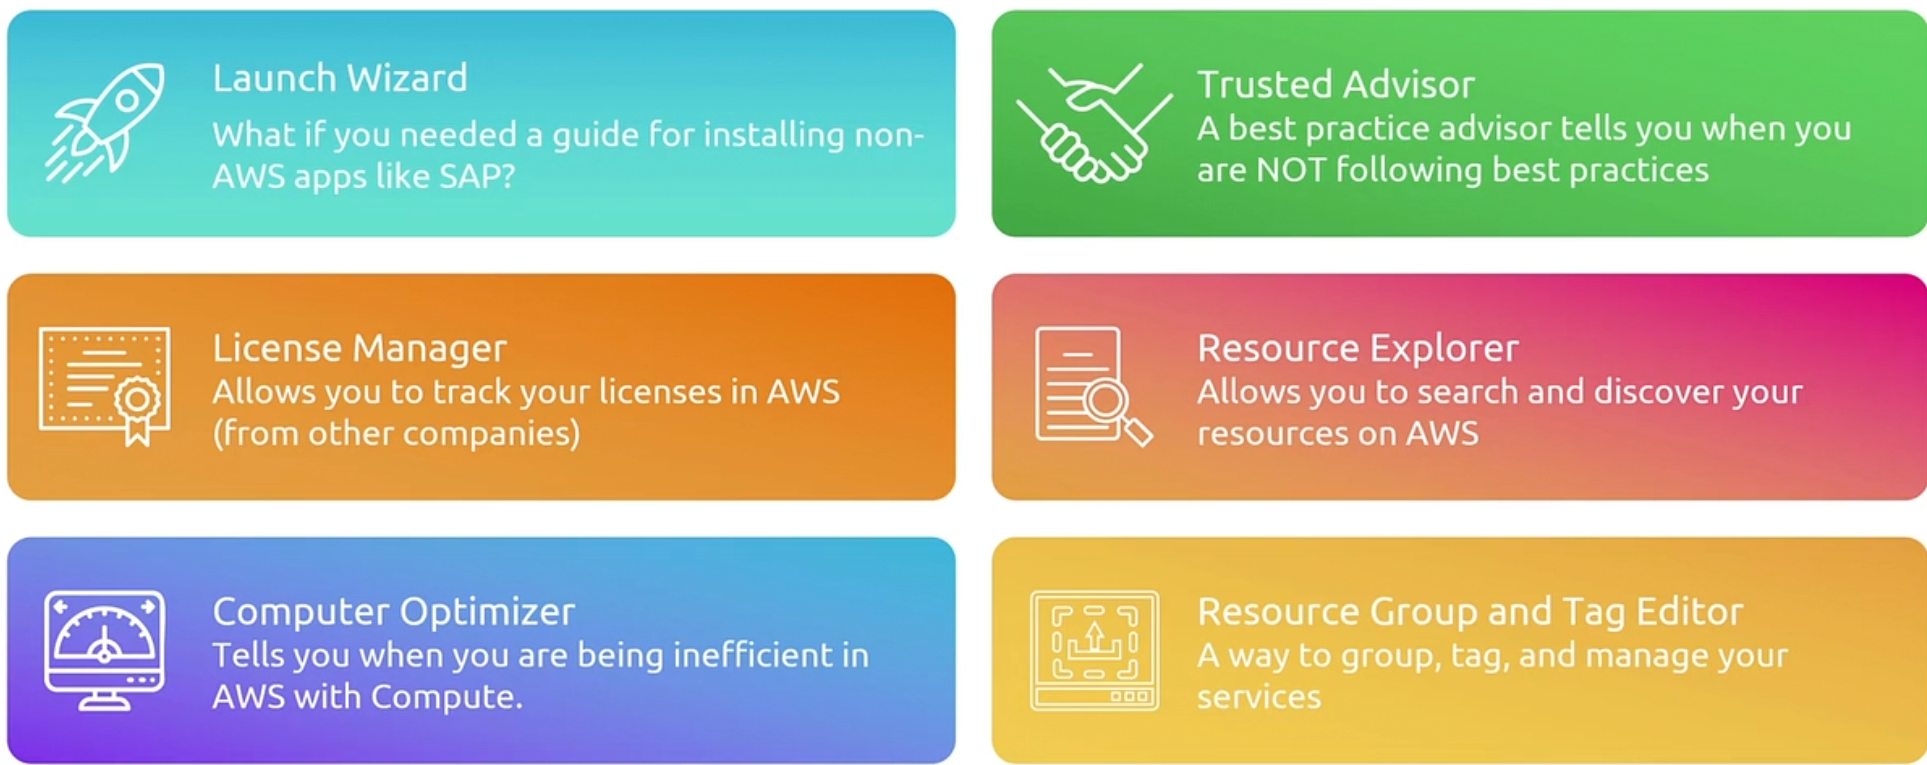 Launch Wizard
What if you needed a guide for installing non-
AWS apps like SAP?
Trusted Advisor
A best practice advisor tells you when you
are NOT following best practices
License Manager
Allows you to track your licenses in AWS
(from other companies)
Resource Explorer
Allows you to search and discover your
resources on AWS
Computer Optimizer
Tells you when you are being inefficient in
AWS with Compute.
Resource Group and Tag Editor
A way to group, tag, and manage your
services